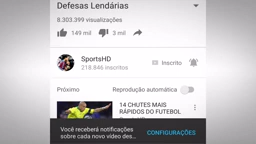 Defesas Lendárias
8.303.399 visualizações
149 mil
3 mil
SportsHD
218.846 inscritos
Inscrito
Próximo
Reprodução automática
14 CHUTES MAIS
RÁPIDOS DO FUTEBOL
Você receberá notificações
sobre cada novo vídeo des...
CONFIGURAÇÕES